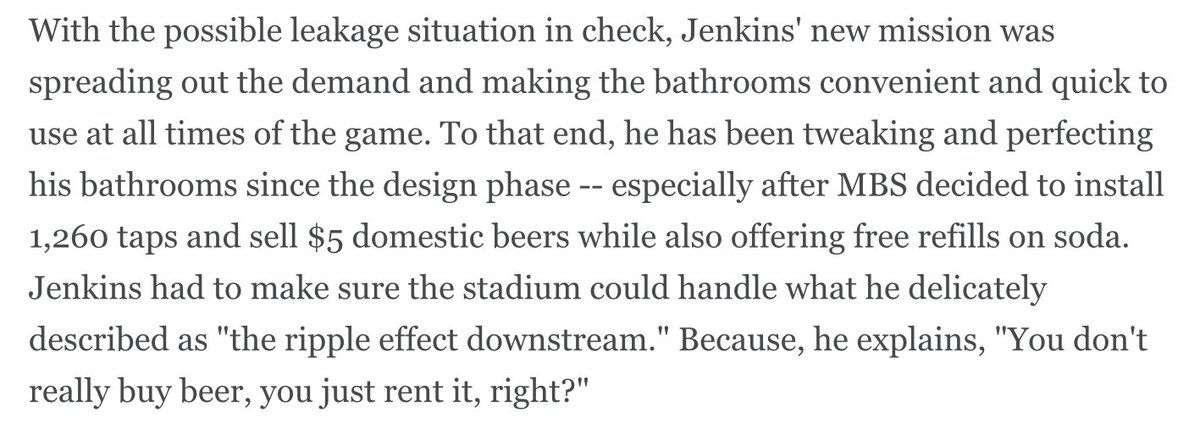 With the possible leakage situation in check, Jenkins' new mission was
spreading out the demand and making the bathrooms convenient and quick to
use at all times of the game. To that end, he has been tweaking and perfecting
his bathrooms since the design phase -- especially after MBS decided to install
1,260 taps and sell $5 domestic beers while also offering free refills on soda.
Jenkins had to make sure the stadium could handle what he delicately
described as "the ripple effect downstream." Because, he explains, "You don't
really buy beer, you just rent it, right?"